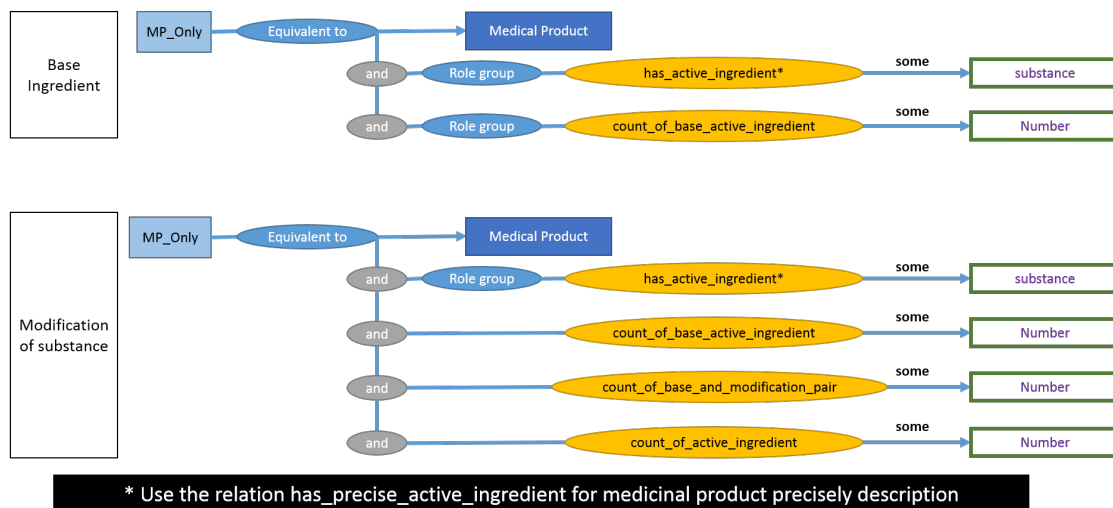 Base
Ingredient
MP_Only
Equivalent to
Medical Product
and
Role group
has_active_ingredient*
some
substance
and
Role group
count_of_base_active_ingredient
some
Number
Modification
of substance
MP_Only
Equivalent to
Medical Product
and
Role group
has_active_ingredient*
some
substance
and
count_of_base_active_ingredient
some
Number
and
count_of_base_and_modification_pair
some
Number
and
count_of_active_ingredient
some
Number
* Use the relation has_precise_active_ingredient for medicinal product precisely description